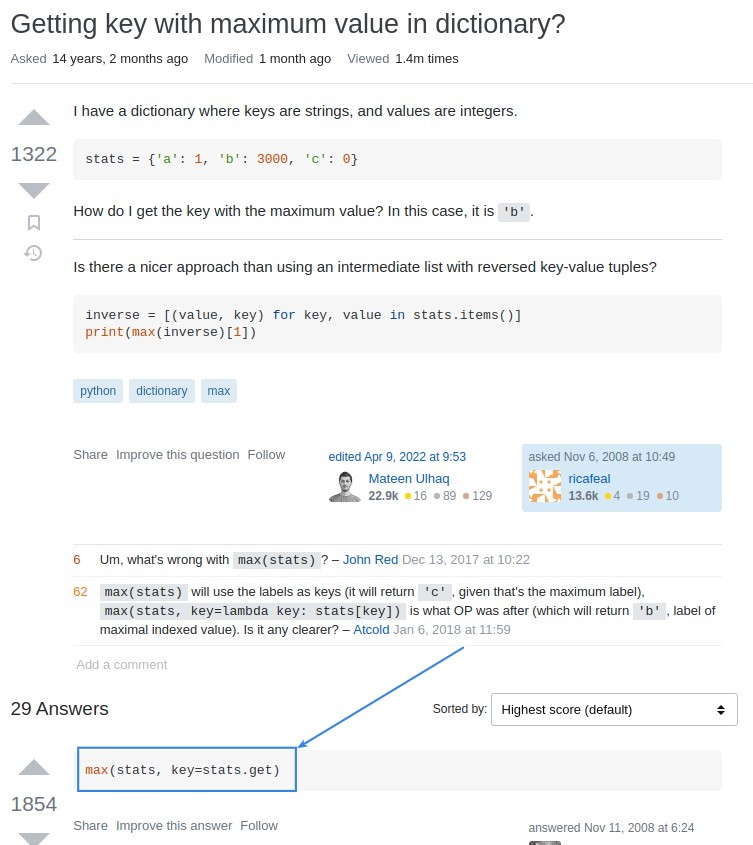 Getting key with maximum value in dictionary?
Asked 14 years, 2 months ago Modified 1 month ago Viewed 1.4m times
I have a dictionary where keys are strings, and values are integers.
1322
stats = {'a': 1, 'b': 3000, 'c': 0}
How do I get the key with the maximum value? In this case, it is 'b'.
Is there a nicer approach than using an intermediate list with reversed key-value tuples?
inverse = [(value, key) for key, value in stats.items()]
print(max(inverse)[1])
python dictionary max
Share Improve this question Follow
edited Apr 9, 2022 at 9:53
Mateen Ulhaq
22.9k 16 89 129
asked Nov 6, 2008 at 10:49
ricafeal
13.6k 4 19 10
6 Um, what's wrong with max(stats) ? – John Red Dec 13, 2017 at 10:22
62 max(stats) will use the labels as keys (it will return 'c' , given that's the maximum label),
max(stats, key=lambda key: stats[key]) is what OP was after (which will return 'b' , label of
maximal indexed value). Is it any clearer? – Atcold Jan 6, 2018 at 11:59
Add a comment
29 Answers
Sorted by: Highest score (default)
max(stats, key=stats.get)
1854
Share Improve this answer Follow
answered Nov 11, 2008 at 6:24